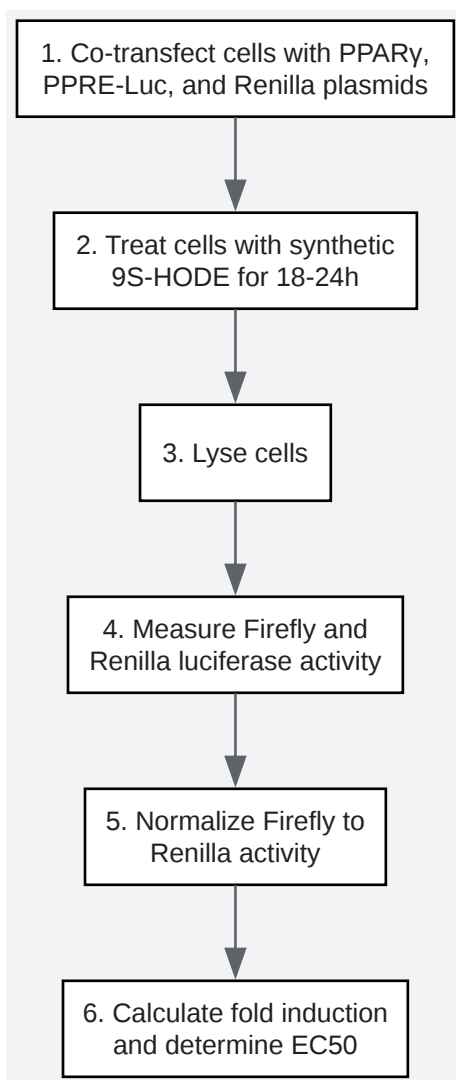 1. Co-transfect cells with PPARγ,
PPRE-Luc, and Renilla plasmids
2. Treat cells with synthetic
9S-HODE for 18-24h
3. Lyse cells
4. Measure Firefly and
Renilla luciferase activity
5. Normalize Firefly to
Renilla activity
6. Calculate fold induction
and determine EC50